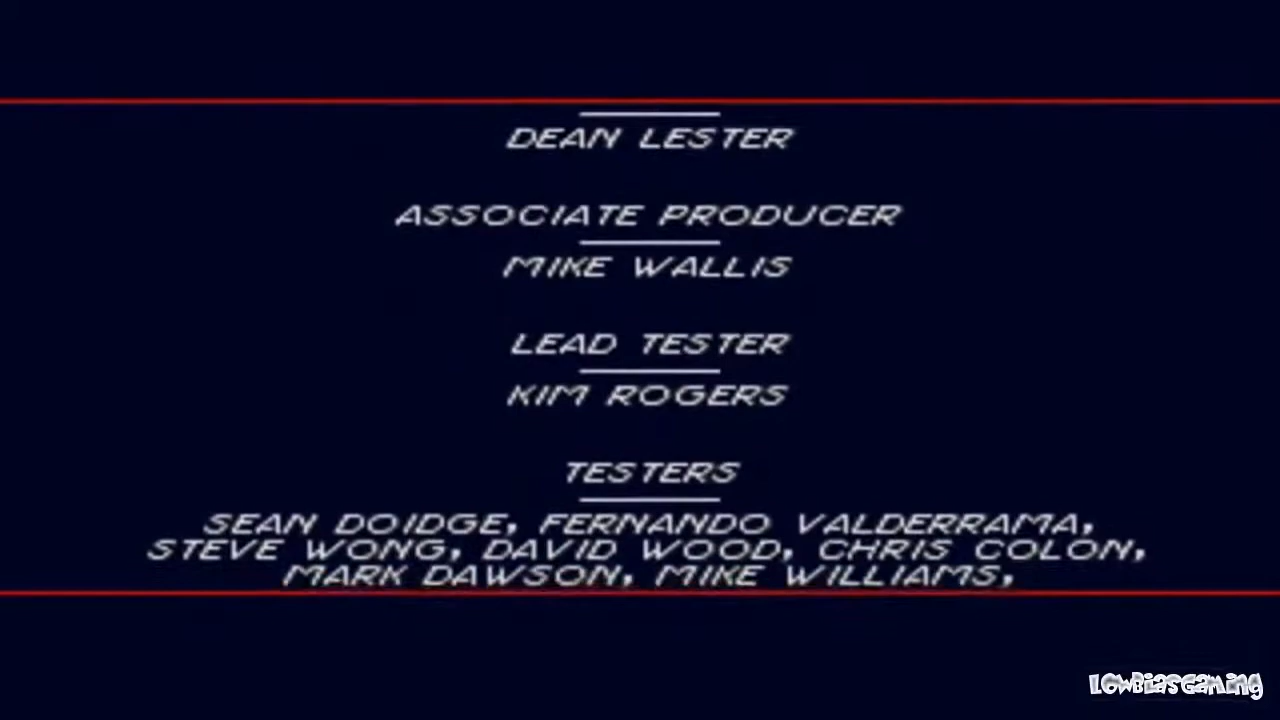 DEAN LESTER
ASSOCIATE PRODUCER
MIKE WALLIS
LEAD TESTER
KIM ROGERS
TESTERS
SEAN DOIDGE, FERNANDO VALDERRAMA,
STEVE WONG, DAVID WOOD, CHRIS COLON,
MARK DAWSON, MIKE WILLIAMS,
LowBiasGaming